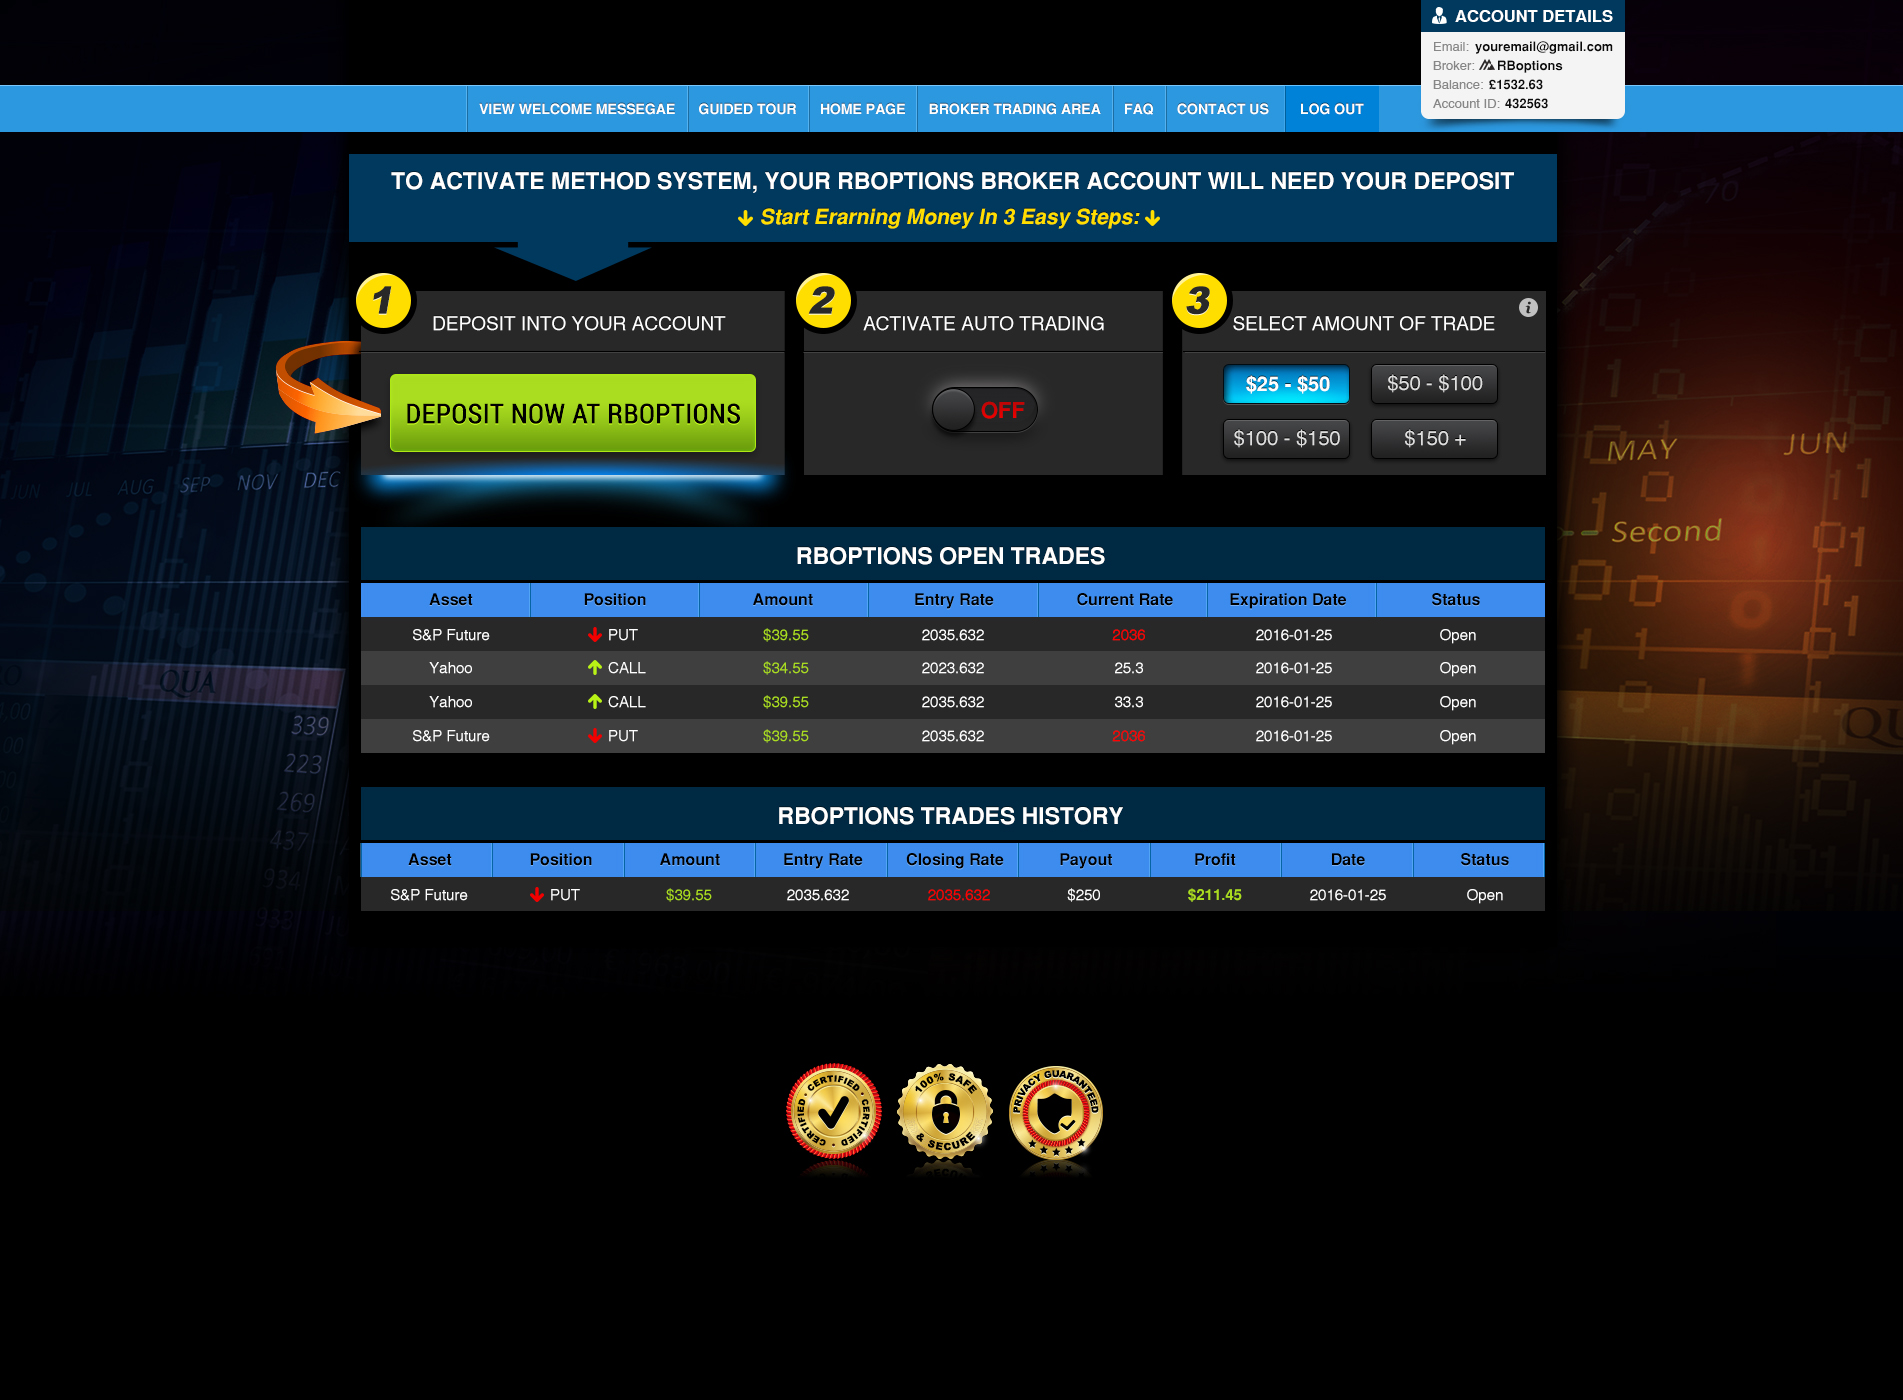 ACCOUNT DETAILS
Email: youremail@gmail.com
Broker: RBoptions
Balance: £1532.63
Account ID: 432563
VIEW WELCOME MESSEGAE GUIDED TOUR HOME PAGE BROKER TRADING AREA FAQ CONTACT US LOG OUT
TO ACTIVATE METHOD SYSTEM, YOUR RBOPTIONS BROKER ACCOUNT WILL NEED YOUR DEPOSIT
Start Erarning Money In 3 Easy Steps:
1 DEPOSIT INTO YOUR ACCOUNT
DEPOSIT NOW AT RBOPTIONS
2 ACTIVATE AUTO TRADING
OFF
3 SELECT AMOUNT OF TRADE i
$25 - $50 $50 - $100
$100 - $150 $150 +
JUN JUL AUG SEP NOV DEC
MAY JUN
Second
70
RBOPTIONS OPEN TRADES
Asset Position Amount Entry Rate Current Rate Expiration Date Status
S&P Future PUT $39.55 2035.632 2036 2016-01-25 Open
Yahoo CALL $34.55 2023.632 25.3 2016-01-25 Open
Yahoo CALL $39.55 2035.632 33.3 2016-01-25 Open
S&P Future PUT $39.55 2035.632 2036 2016-01-25 Open
QUA
339
223
269
437
934
RBOPTIONS TRADES HISTORY
Asset Position Amount Entry Rate Closing Rate Payout Profit Date Status
S&P Future PUT $39.55 2035.632 2035.632 $250 $211.45 2016-01-25 Open
CERTIFIED · CERTIFIED · CERTIFIED
100% SAFE & SECURE
PRIVACY GUARANTEED